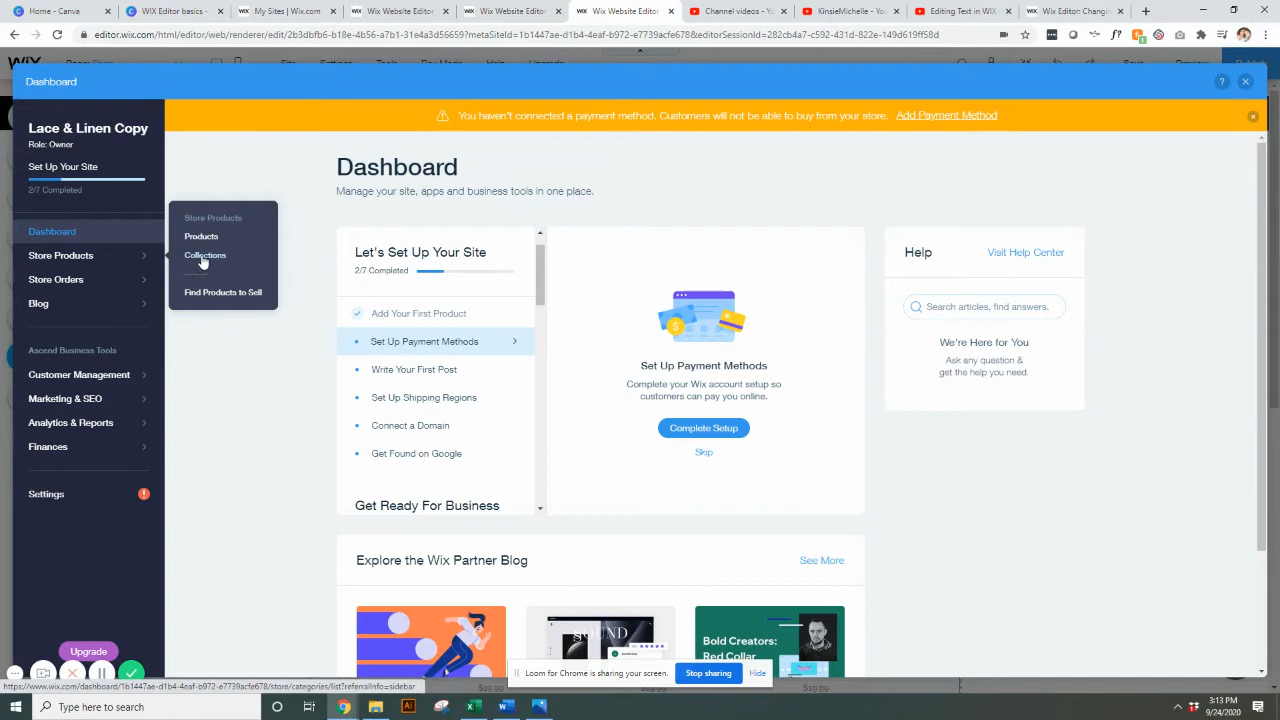 Home - Canva
WIX Editor basics -
My Sites | Wix.com
Wix Website Editor
Wix Website Editor
Channel videos - Y
KinsieMichelle - Yo
Editing Text in WIX
Wix Editor Changin
editor.wix.com/html/editor/web/renderer/edit/2b3dbfb6-b18e-4b56-a7b1-31e4a3d56531?metaSiteId=1b1447ae-d1b4-4eaf-b972-e7739acfe678&editorSessionId=282cb4a7-c591-4331-822e-149d619ff58d
Dashboard
?
You haven't connected a payment method. Customers will not be able to buy from your store. Add Payment Method
Lace & Linen Copy
Role: Owner
Set Up Your Site
2/7 Completed
Dashboard
Store Products
Store Orders
Blog
Ascend Business Tools
Customer Management
Marketing & SEO
Analytics & Reports
Finances
Settings
Upgrade
Store Products
Products
Collections
Find Products to Sell
Dashboard
Manage your site, apps and business tools in one place.
Let's Set Up Your Site
2/7 Completed
Add Your First Product
Set Up Payment Methods
Write Your First Post
Set Up Shipping Regions
Connect a Domain
Get Found on Google
Get Ready For Business
Set Up Payment Methods
Complete your Wix account setup so
customers can pay you online.
Complete Setup
Skip
Help
Visit Help Center
Search articles, find answers.
We're Here for You
Ask any question &
get the help you need.
Explore the Wix Partner Blog
See More
SOUND
Bold Creators:
Red Collar
Loom for Chrome is sharing your screen.
Stop sharing
Hide
https://www.wix.com/dashboard/1b1447ae-d1b4-4eaf-b972-e7739acfe678/store/categories/list?referralInfo=sidebar
$19.99
$19.99
Type here to search
3:13 PM
9/24/2020